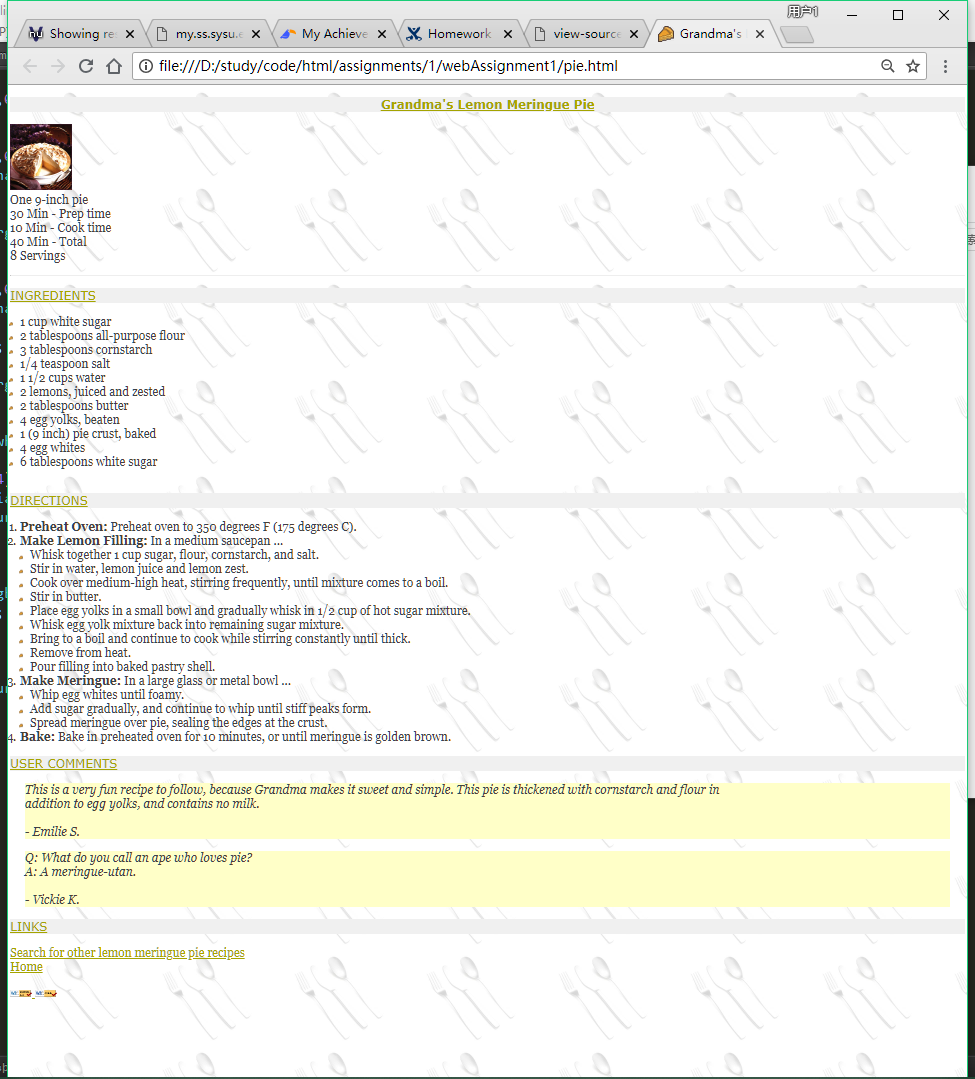 用户1
Showing re
my.ss.sysu.e
My Achieve
Homework
view-source
Grandma's
file:///D:/study/code/html/assignments/1/webAssignment1/pie.html
Grandma's Lemon Meringue Pie
One 9-inch pie
30 Min - Prep time
10 Min - Cook time
40 Min - Total
8 Servings
INGREDIENTS
1 cup white sugar
2 tablespoons all-purpose flour
3 tablespoons cornstarch
1/4 teaspoon salt
1 1/2 cups water
2 lemons, juiced and zested
2 tablespoons butter
4 egg yolks, beaten
1 (9 inch) pie crust, baked
4 egg whites
6 tablespoons white sugar
DIRECTIONS
1. Preheat Oven: Preheat oven to 350 degrees F (175 degrees C).
2. Make Lemon Filling: In a medium saucepan ...
Whisk together 1 cup sugar, flour, cornstarch, and salt.
Stir in water, lemon juice and lemon zest.
Cook over medium-high heat, stirring frequently, until mixture comes to a boil.
Stir in butter.
Place egg yolks in a small bowl and gradually whisk in 1/2 cup of hot sugar mixture.
Whisk egg yolk mixture back into remaining sugar mixture.
Bring to a boil and continue to cook while stirring constantly until thick.
Remove from heat.
Pour filling into baked pastry shell.
3. Make Meringue: In a large glass or metal bowl ...
Whip egg whites until foamy.
Add sugar gradually, and continue to whip until stiff peaks form.
Spread meringue over pie, sealing the edges at the crust.
4. Bake: Bake in preheated oven for 10 minutes, or until meringue is golden brown.
USER COMMENTS
This is a very fun recipe to follow, because Grandma makes it sweet and simple. This pie is thickened with cornstarch and flour in
addition to egg yolks, and contains no milk.
- Emilie S.
Q: What do you call an ape who loves pie?
A: A meringue-utan.
- Vickie K.
LINKS
Search for other lemon meringue pie recipes
Home